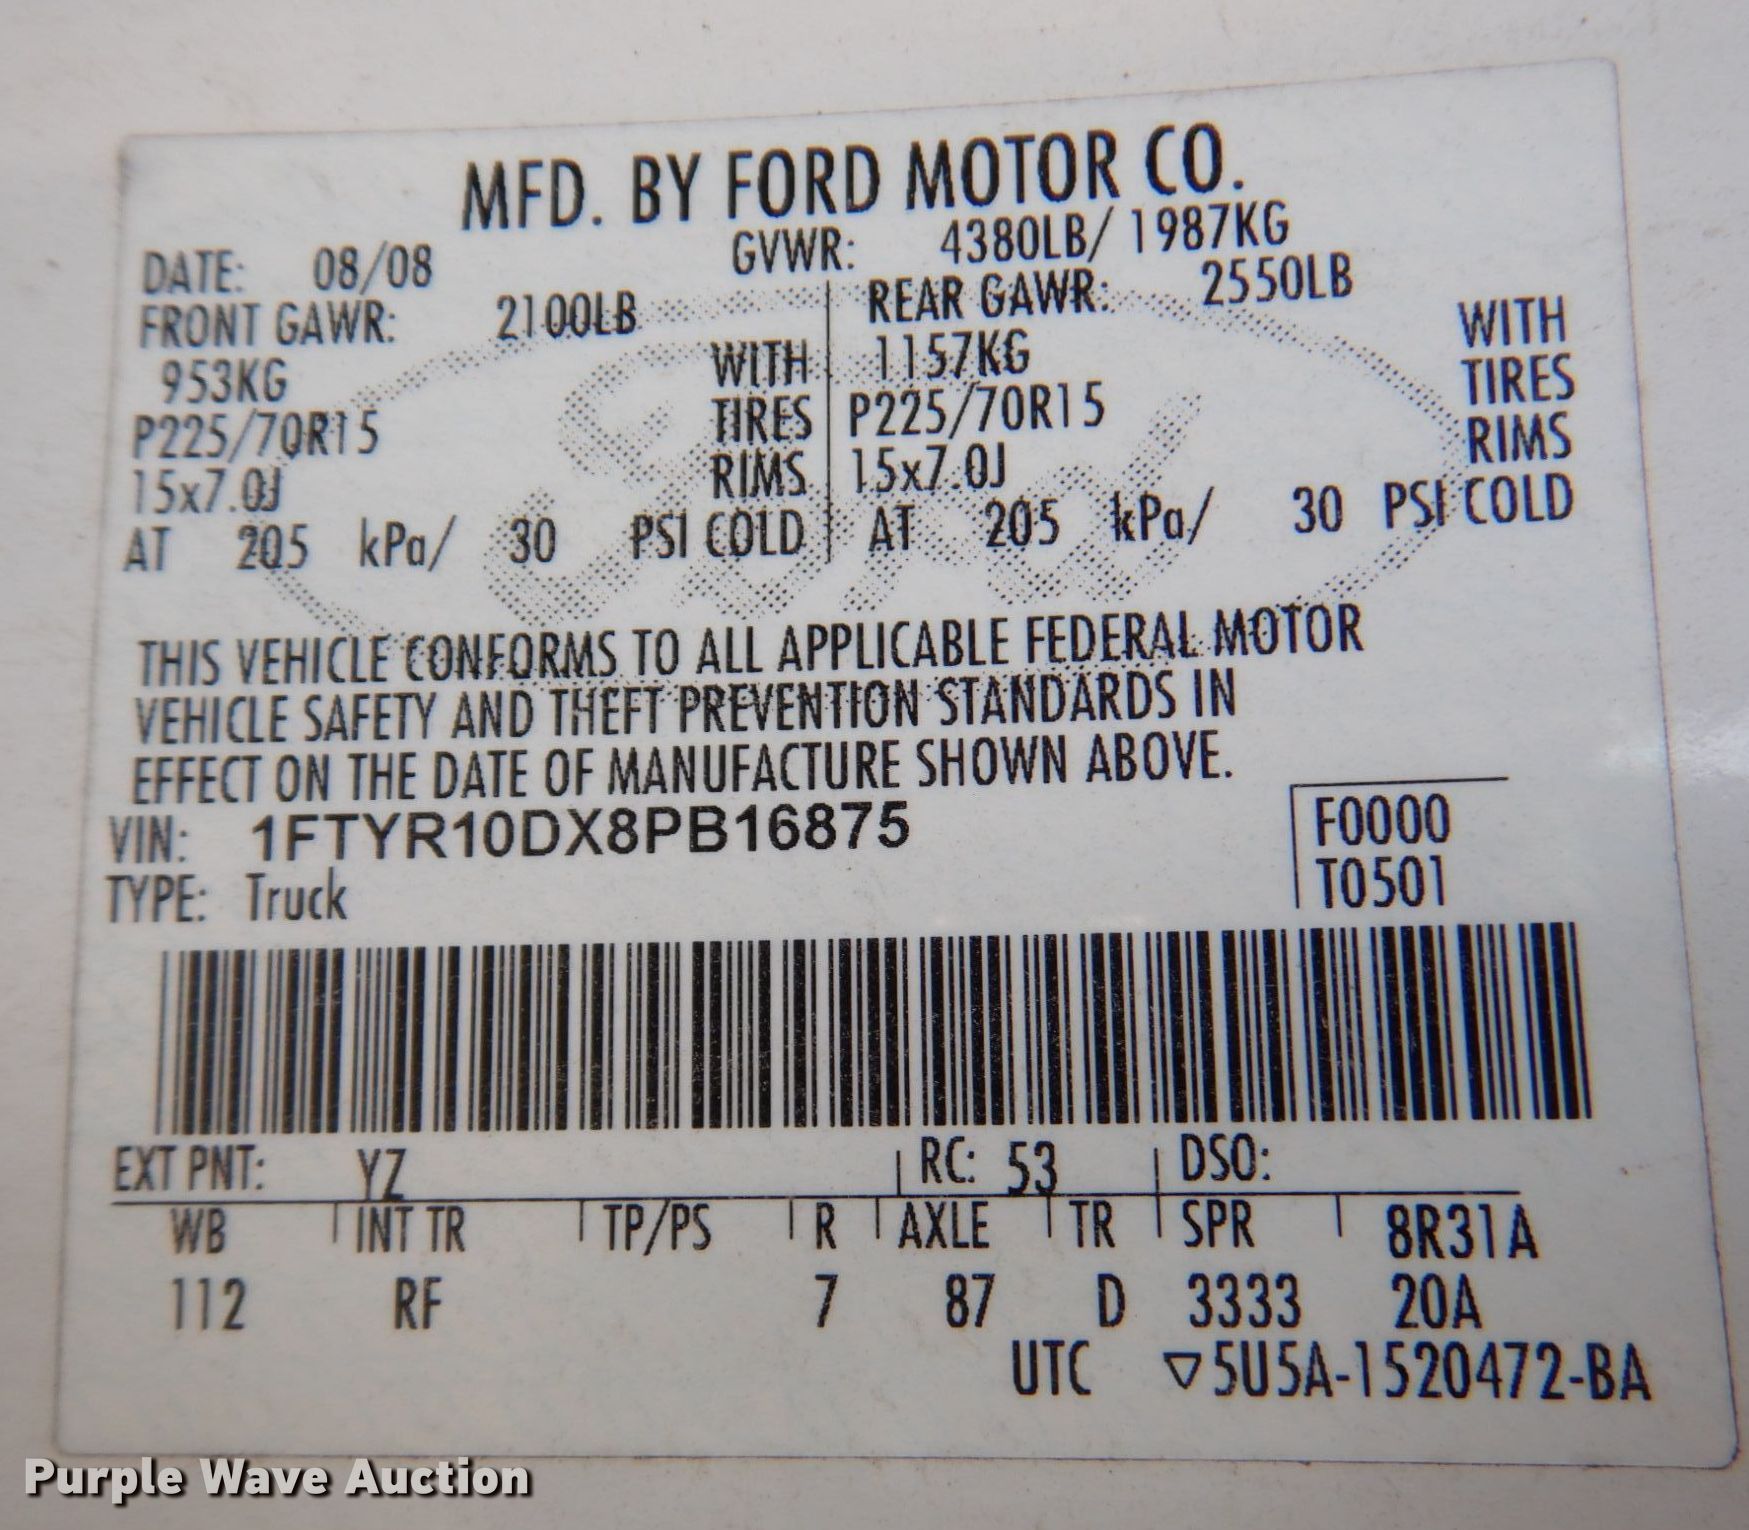 MFD. BY FORD MOTOR CO.
DATE: 08/08 GVWR: 4380LB/ 1987KG
FRONT GAWR: 2100LB REAR GAWR: 2550LB
953KG WITH 1157KG WITH
P225/70R15 TIRES P225/70R15 TIRES
15x7.0J RIMS 15x7.0J RIMS
AT 205 kPa/ 30 PSI COLD AT 205 kPa/ 30 PSI COLD
THIS VEHICLE CONFORMS TO ALL APPLICABLE FEDERAL MOTOR
VEHICLE SAFETY AND THEFT PREVENTION STANDARDS IN
EFFECT ON THE DATE OF MANUFACTURE SHOWN ABOVE.
VIN: 1FTYR10DX8PB16875 F0000
TYPE: Truck T0501
EXT PNT: YZ RC: 53 DSO:
WB INT TR TP/PS R AXLE TR SPR 8R31A
112 RF 7 87 D 3333 20A
UTC ▽5U5A-1520472-BA
Purple Wave Auction